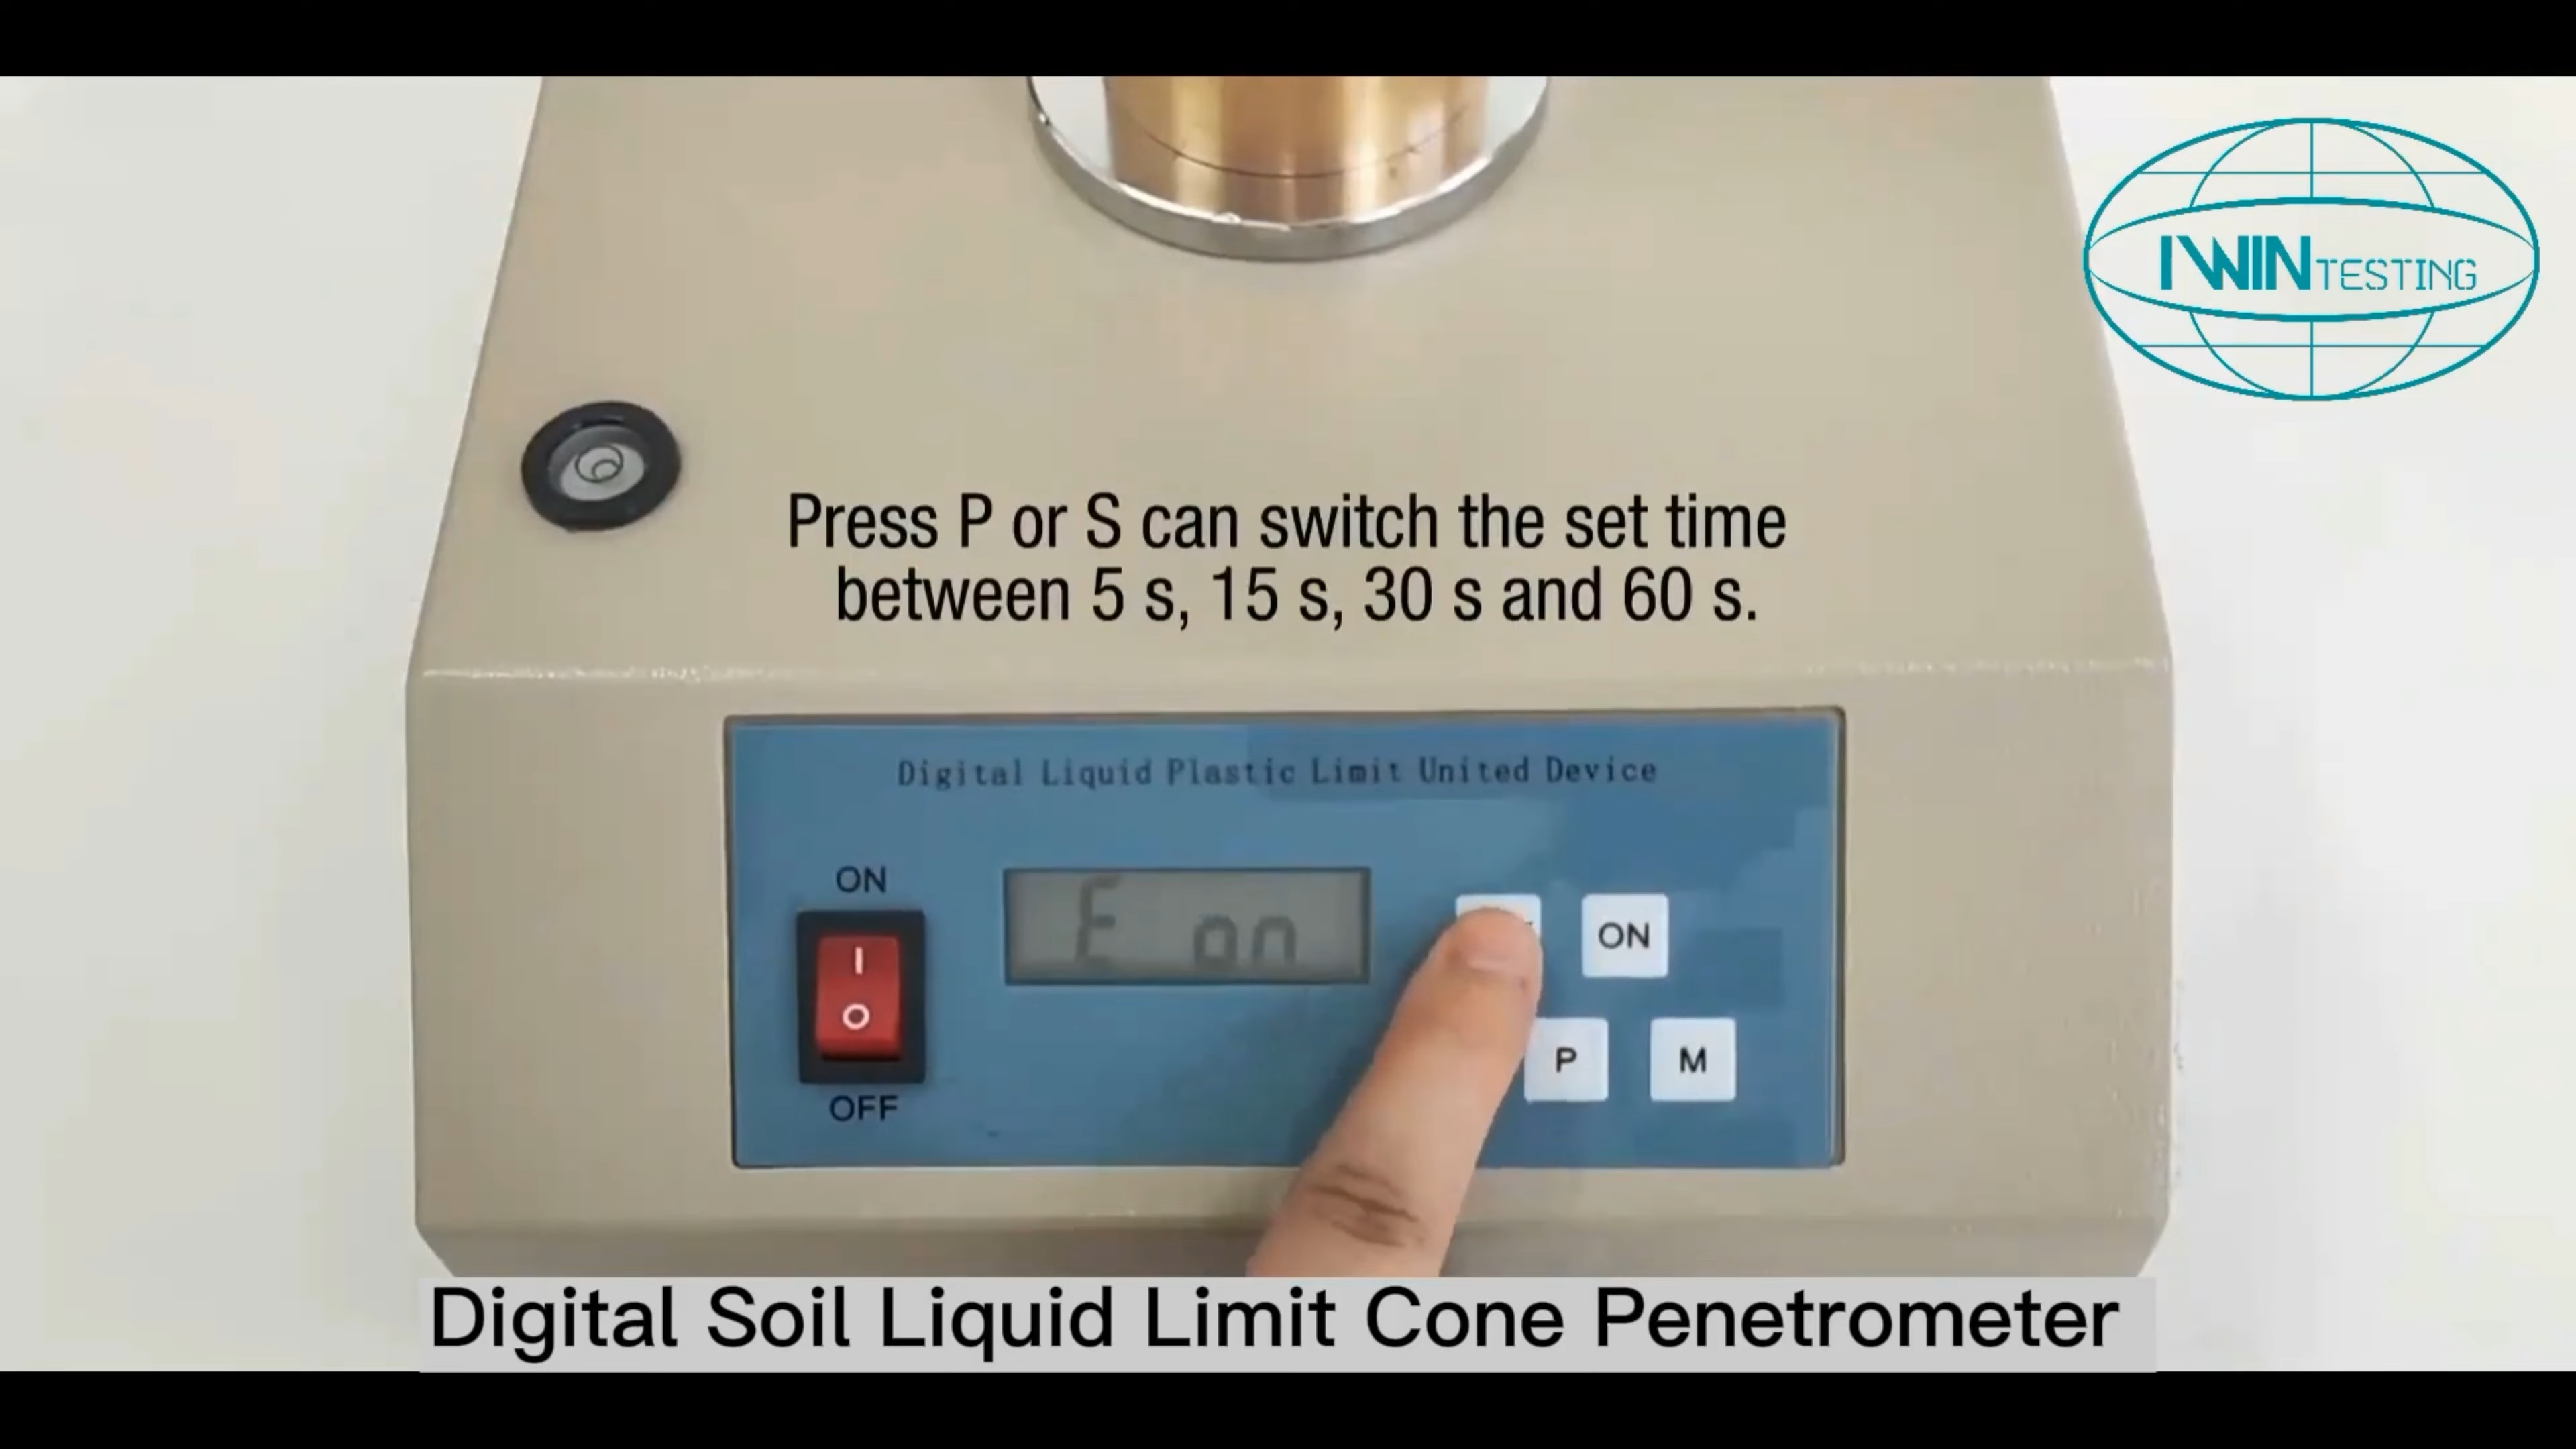 IWIN TESTING
Press P or S can switch the set time
between 5 s, 15 s, 30 s and 60 s.
Digital Liquid Plastic Limit United Device
ON
I
O
OFF
ON
P
M
Digital Soil Liquid Limit Cone Penetrometer